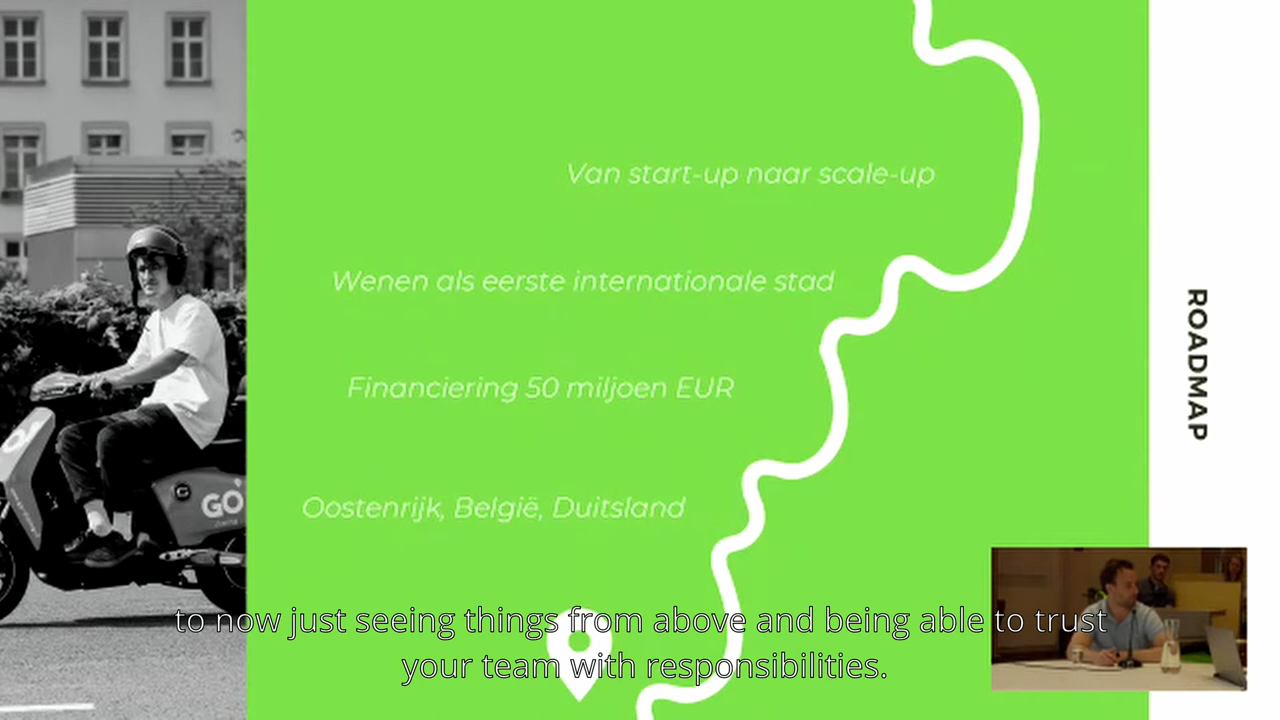 Van start-up naar scale-up
Wenen als eerste internationale stad
Financiering 50 miljoen EUR
Oostenrijk, België, Duitsland
ROADMAP
GO
to now just seeing things from above and being able to trust
your team with responsibilities.